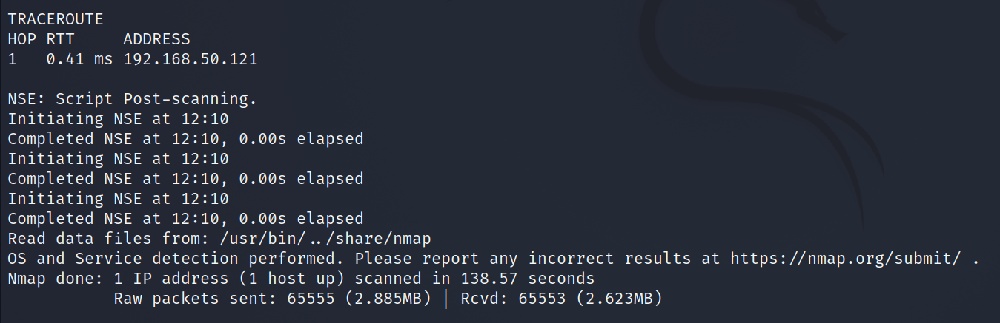 TRACEROUTE
HOP RTT     ADDRESS
1   0.41 ms 192.168.50.121

NSE: Script Post-scanning.
Initiating NSE at 12:10
Completed NSE at 12:10, 0.00s elapsed
Initiating NSE at 12:10
Completed NSE at 12:10, 0.00s elapsed
Initiating NSE at 12:10
Completed NSE at 12:10, 0.00s elapsed
Read data files from: /usr/bin/../share/nmap
OS and Service detection performed. Please report any incorrect results at https://nmap.org/submit/ .
Nmap done: 1 IP address (1 host up) scanned in 138.57 seconds
           Raw packets sent: 65555 (2.885MB) | Rcvd: 65553 (2.623MB)